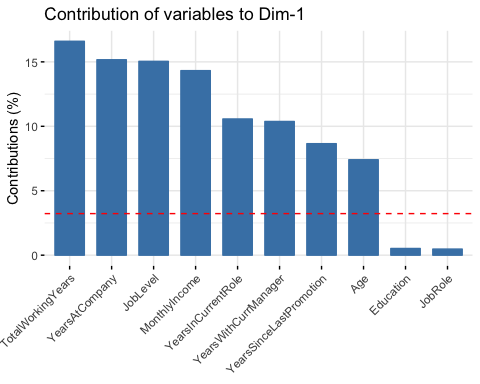 Contribution of variables to Dim-1
Contributions (%)
15
10
5
0
TotalWorkingYears
YearsAtCompany
JobLevel
MonthlyIncome
YearsInCurrentRole
YearsWithCurrManager
YearsSinceLastPromotion
Age
Education
JobRole